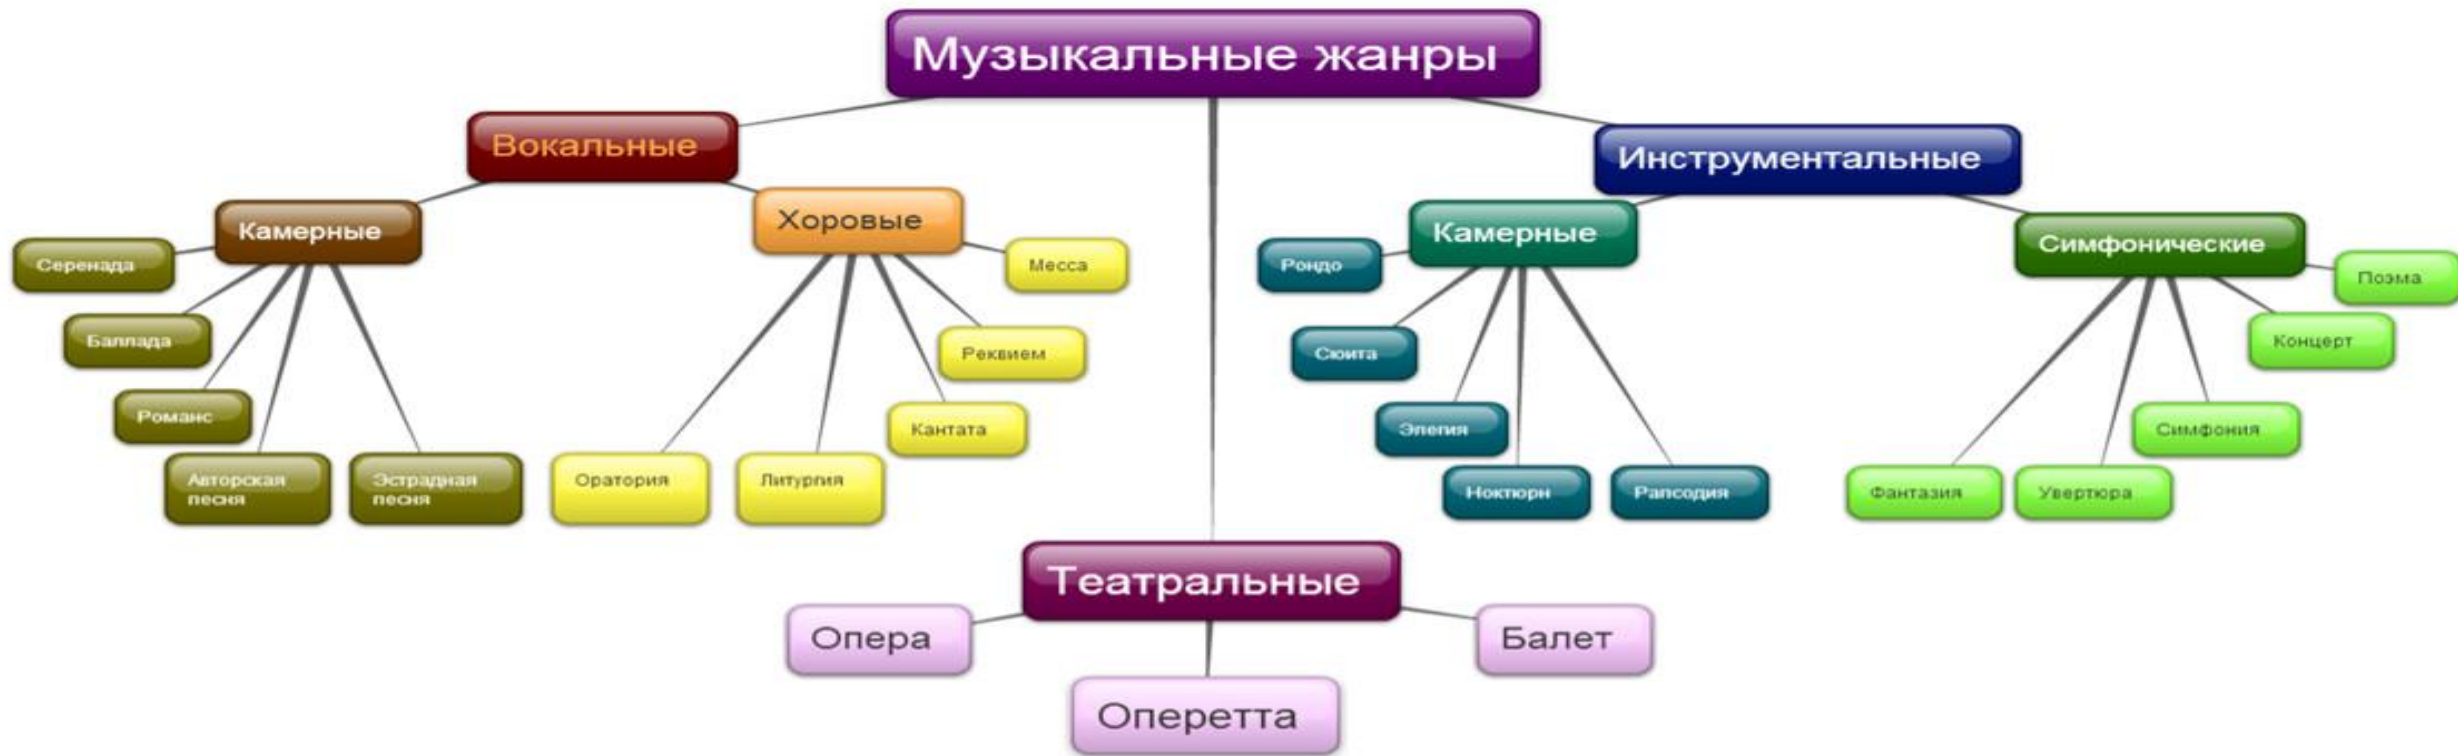 Музыкальные жанры
Вокальные
Инструментальные
Камерные
Хоровые
Камерные
Симфонические
Серенада
Баллада
Романс
Авторская
песня
Эстрадная
песня
Месса
Реквием
Кантата
Оратория
Литургия
Рондо
Сюита
Элегия
Ноктюрн
Рапсодия
Поэма
Концерт
Симфония
Фантазия
Увертюра
Театральные
Опера
Оперетта
Балет